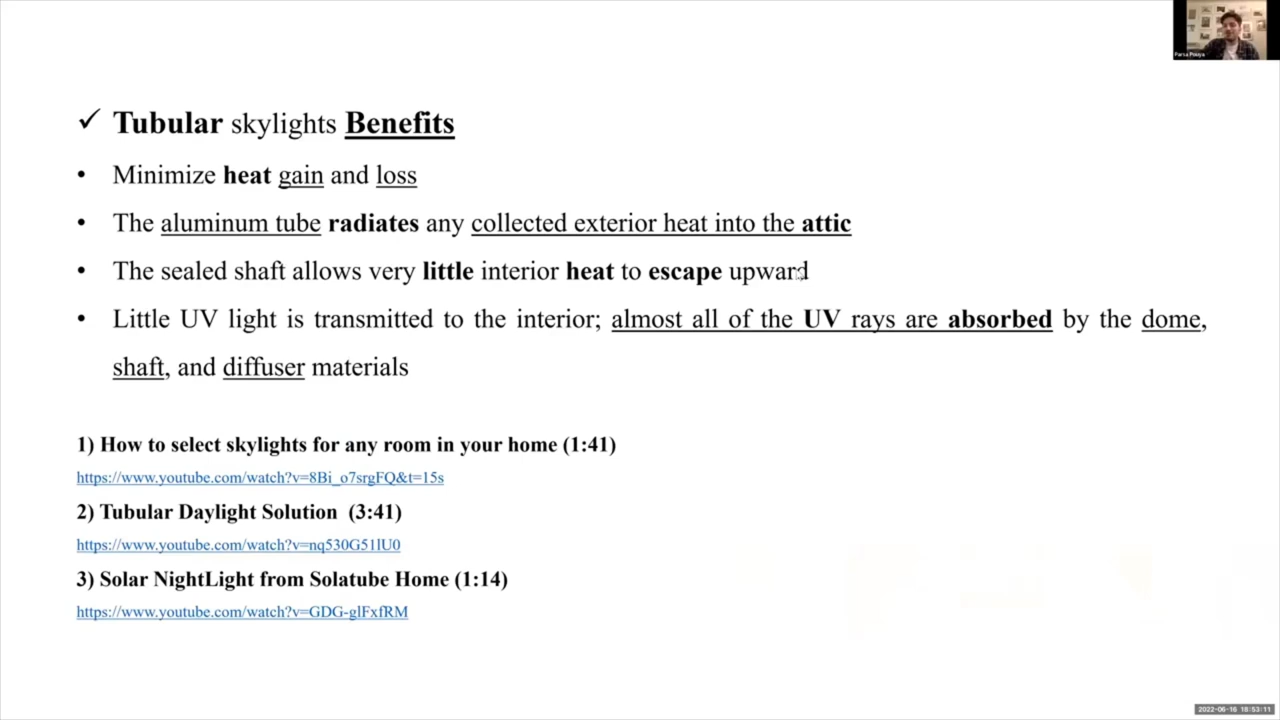 Parsa Pooya
✓ Tubular skylights Benefits
• Minimize heat gain and loss
• The aluminum tube radiates any collected exterior heat into the attic
• The sealed shaft allows very little interior heat to escape upward
• Little UV light is transmitted to the interior; almost all of the UV rays are absorbed by the dome,
shaft, and diffuser materials
1) How to select skylights for any room in your home (1:41)
https://www.youtube.com/watch?v=8Bi_o7srgFQ&t=15s
2) Tubular Daylight Solution (3:41)
https://www.youtube.com/watch?v=nq530G51lU0
3) Solar NightLight from Solatube Home (1:14)
https://www.youtube.com/watch?v=GDG-glFxfRM
2022-06-16 18:53:11